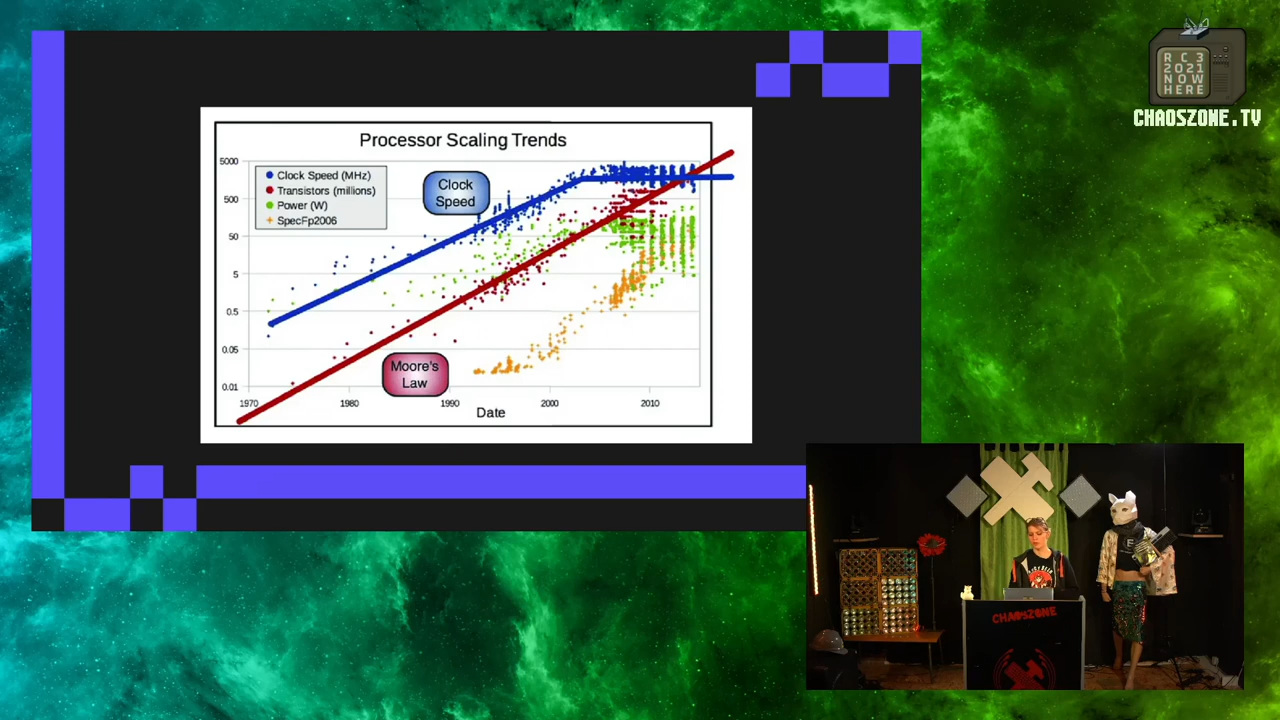 Processor Scaling Trends
5000
500
50
5
0.5
0.05
0.01
Clock Speed (MHz)
Transistors (millions)
Power (W)
SpecFp2006
Clock
Speed
Moore's
Law
1970
1980
1990
2000
2010
Date
RC3
2021
NOW
HERE
CHAOSZONE.TV
CHAOSZONE